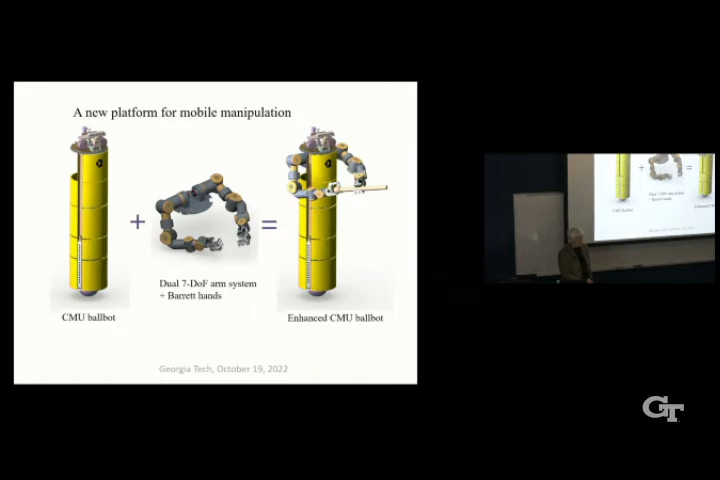 A new platform for mobile manipulation
+
=
Dual 7-DoF arm system
+ Barrett hands
CMU ballbot
Enhanced CMU ballbot
Georgia Tech, October 19, 2022
GT